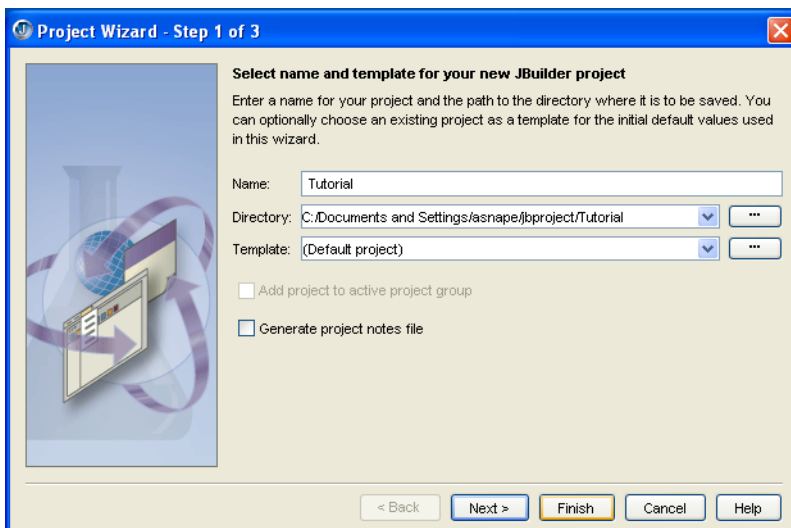 Project Wizard - Step 1 of 3
Select name and template for your new JBuilder project
Enter a name for your project and the path to the directory where it is to be saved. You
can optionally choose an existing project as a template for the initial default values used
in this wizard.
Name: Tutorial
Directory: C:/Documents and Settings/asnape/jbproject/Tutorial ...
Template: (Default project) ...
Add project to active project group
Generate project notes file
< Back Next > Finish Cancel Help